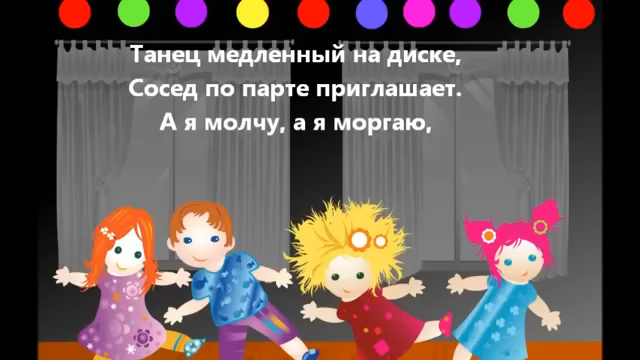 Танец медленный на диске,
Сосед по парте приглашает.
А я молчу, а я моргаю,